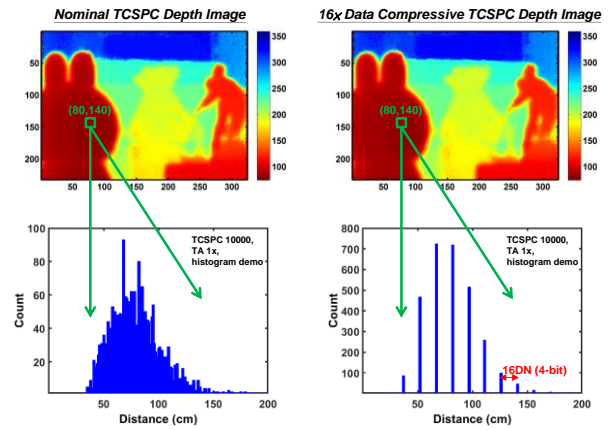 Nominal TCSPC Depth Image
16x Data Compressive TCSPC Depth Image
50
100
150
200
50 100 150 200 250 300
(80,140)
350
300
250
200
150
100
50
100
150
200
50 100 150 200 250 300
(80,140)
350
300
250
200
150
100
100
80
60
40
20
Count
TCSPC 10000,
TA 1x,
histogram demo
50 100 150 200
Distance (cm)
800
700
600
500
400
300
200
100
Count
TCSPC 10000,
TA 1x,
histogram demo
16DN (4-bit)
50 100 150 200
Distance (cm)